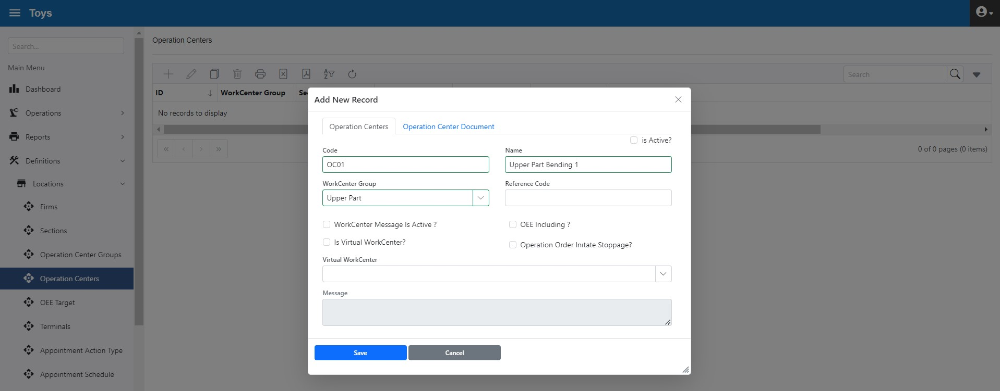 Toys
Search...
Main Menu
Dashboard
Operations
Reports
Definitions
Locations
Firms
Sections
Operation Center Groups
Operation Centers
OEE Target
Terminals
Appointment Action Type
Appointment Schedule
Operation Centers
Search
ID WorkCenter Group
No records to display
0 of 0 pages (0 items)
Add New Record
Operation Centers Operation Center Document
is Active?
Code Name
OC01 Upper Part Bending 1
WorkCenter Group Reference Code
Upper Part
WorkCenter Message Is Active ? OEE Including ?
Is Virtual WorkCenter? Operation Order Inıtate Stoppage?
Virtual WorkCenter
Message
Save Cancel